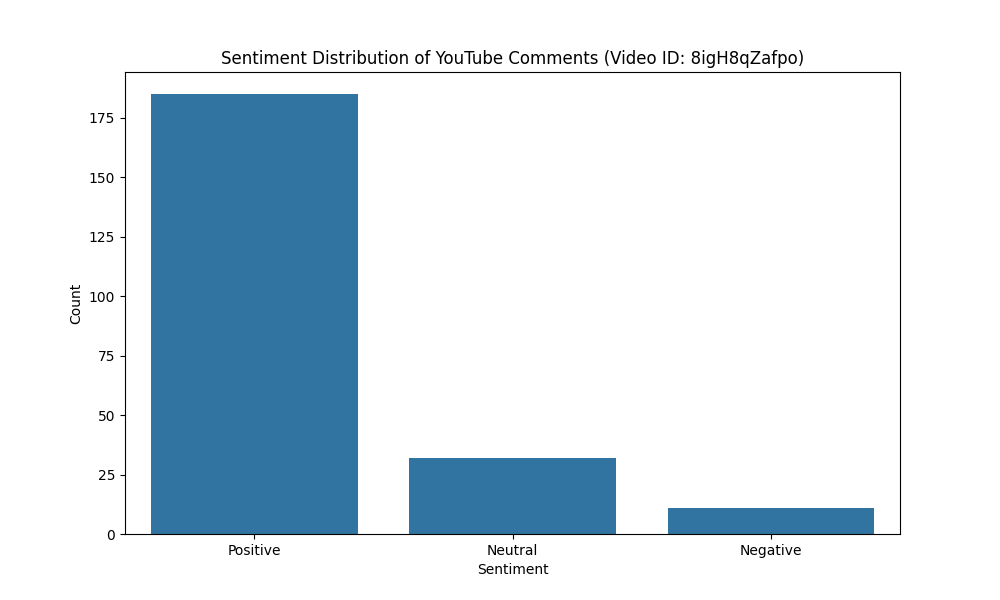 Sentiment Distribution of YouTube Comments (Video ID: 8igH8qZafpo)
175
150
125
100
75
50
25
0
Count
Positive
Neutral
Negative
Sentiment